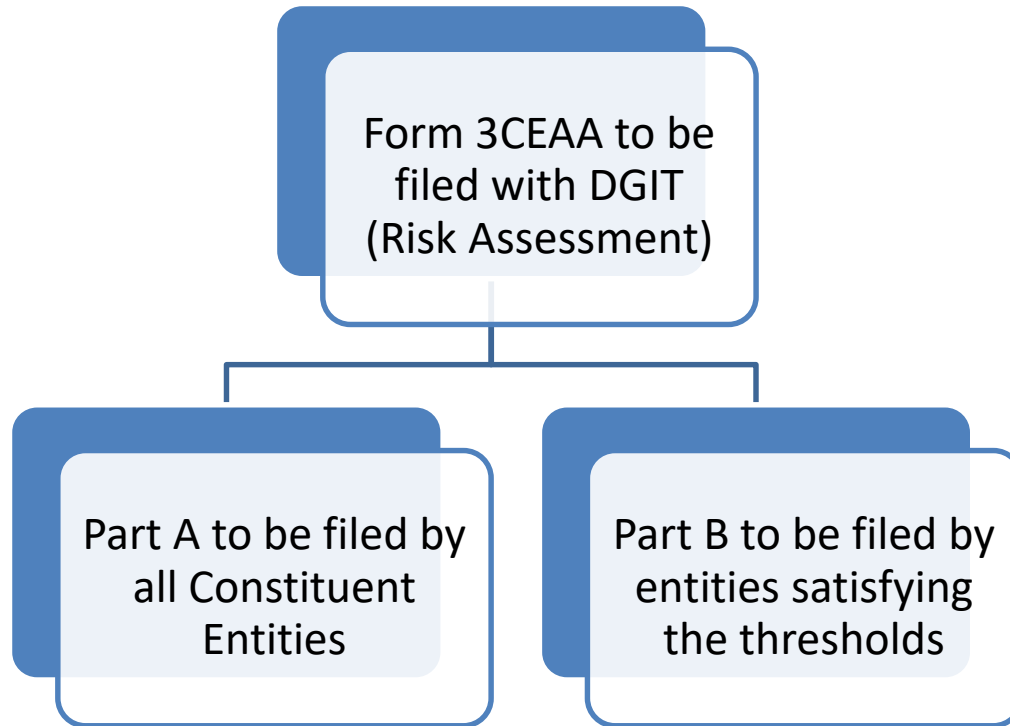 Form 3CEAA to be
filed with DGIT
(Risk Assessment)
Part A to be filed by
all Constituent
Entities
Part B to be filed by
entities satisfying
the thresholds